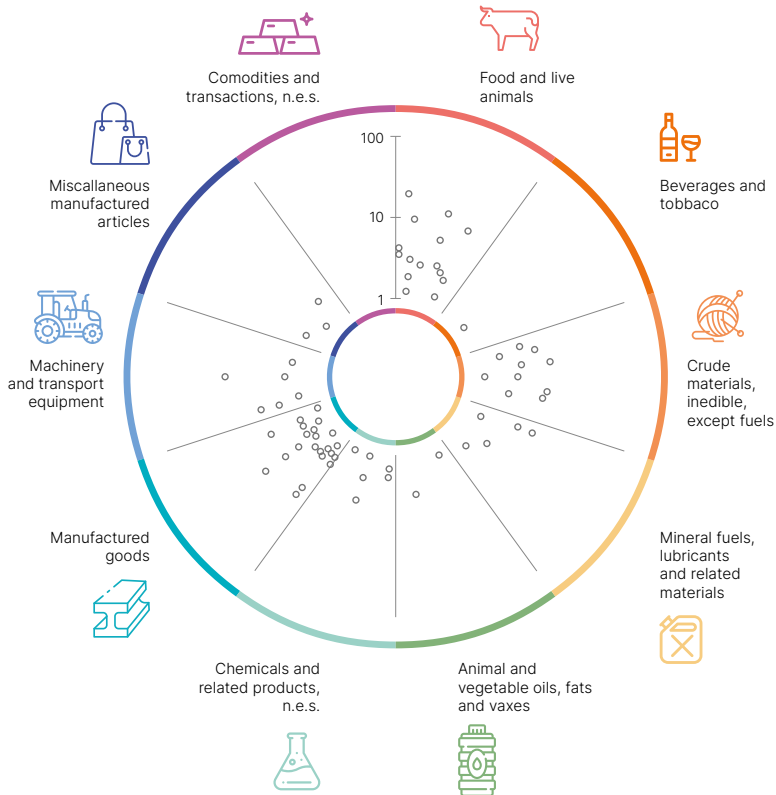 Comodities and
transactions, n.e.s.
Food and live
animals
Miscallaneous
manufactured
articles
Beverages and
tobbaco
100
10
1
Machinery
and transport
equipment
Crude
materials,
inedible,
except fuels
Manufactured
goods
Mineral fuels,
lubricants
and related
materials
Chemicals and
related products,
n.e.s.
Animal and
vegetable oils, fats
and vaxes